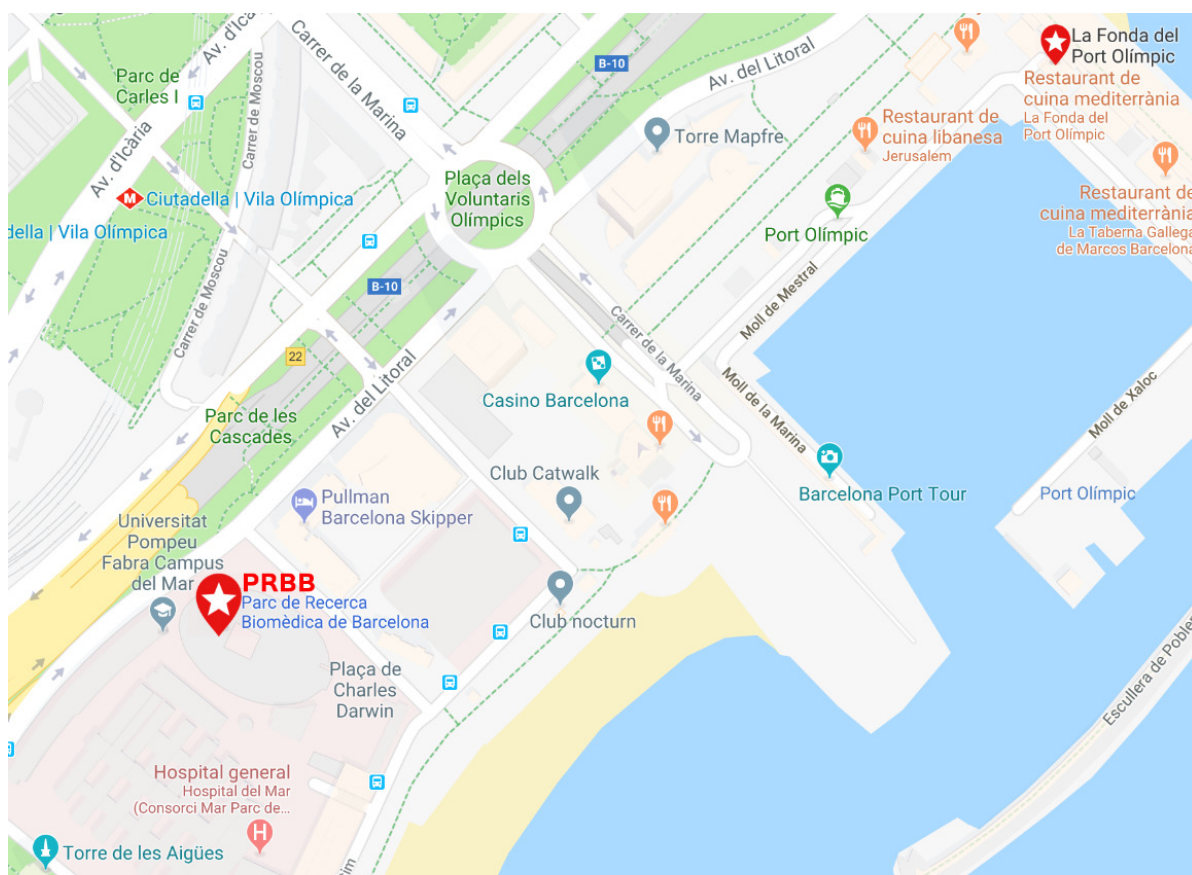 Av. d'Icà
La Fonda del
Port Olímpic
Parc de
Carles I
Carrer de Moscou
Carrer de la Marina
B-10
Av. del Litoral
Restaurant de
cuina mediterrània
La Fonda del
Port Olímpic
Torre Mapfre
Restaurant de
cuina libanesa
Jerusalem
Av. d'Icària
M
Ciutadella | Vila Olímpica
della | Vila Olímpica
Plaça dels
Voluntaris
Olímpics
Restaurant de
cuina mediterrània
La Taberna Gallega
de Marcos Barcelona
Port Olímpic
Carrer de Moscou
B-10
Moll de Mestral
Carrer de la Marina
22
Av. del Litoral
Casino Barcelona
Moll de la Marina
Moll de Xaloc
Parc de les
Cascades
Club Catwalk
Barcelona Port Tour
Port Olímpic
Pullman
Barcelona Skipper
Universitat
Pompeu
Fabra Campus
del Mar
PRBB
Parc de Recerca
Biomèdica de Barcelona
Club nocturn
Plaça de
Charles
Darwin
Escullera de Poblen
Hospital general
Hospital del Mar
(Consorci Mar Parc de...
H
Torre de les Aigües
im